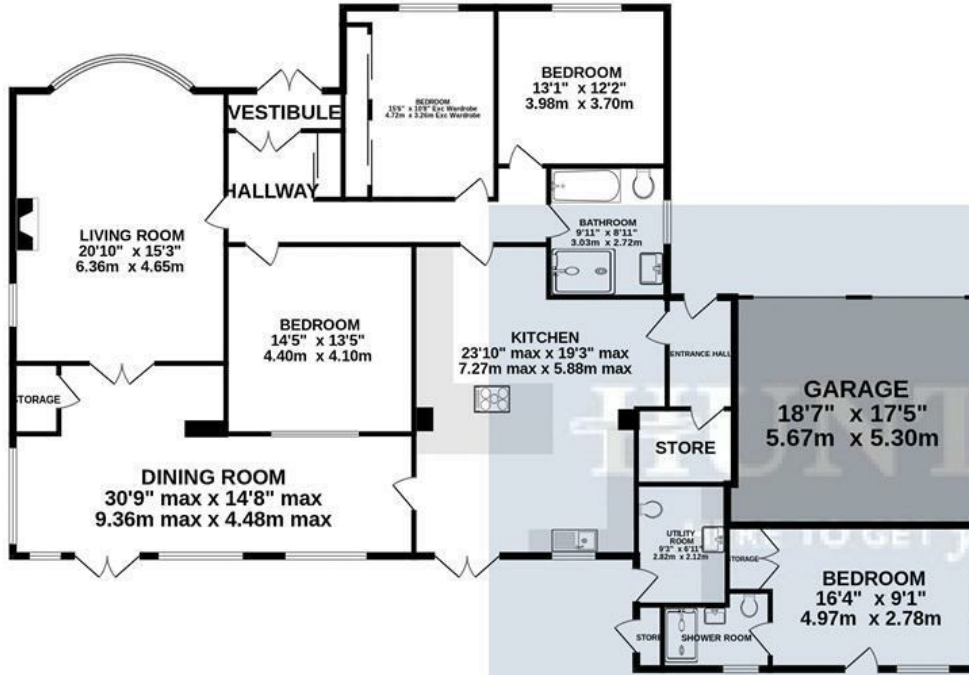 BEDROOM
15'5" x 10'8" Exc Wardrobe
4.72m x 3.26m Exc Wardrobe
BEDROOM
13'1" x 12'2"
3.98m x 3.70m
VESTIBULE
HALLWAY
LIVING ROOM
20'10" x 15'3"
6.36m x 4.65m
BATHROOM
9'11" x 8'11"
3.03m x 2.72m
BEDROOM
14'5" x 13'5"
4.40m x 4.10m
KITCHEN
23'10" max x 19'3" max
7.27m max x 5.88m max
ENTRANCE HALL
GARAGE
18'7" x 17'5"
5.67m x 5.30m
STORAGE
STORE
DINING ROOM
30'9" max x 14'8" max
9.36m max x 4.48m max
UTILITY
ROOM
9'3" x 6'11"
2.82m x 2.12m
STORAGE
BEDROOM
16'4" x 9'1"
4.97m x 2.78m
STORE
SHOWER ROOM
HUNT
TIME TO GET